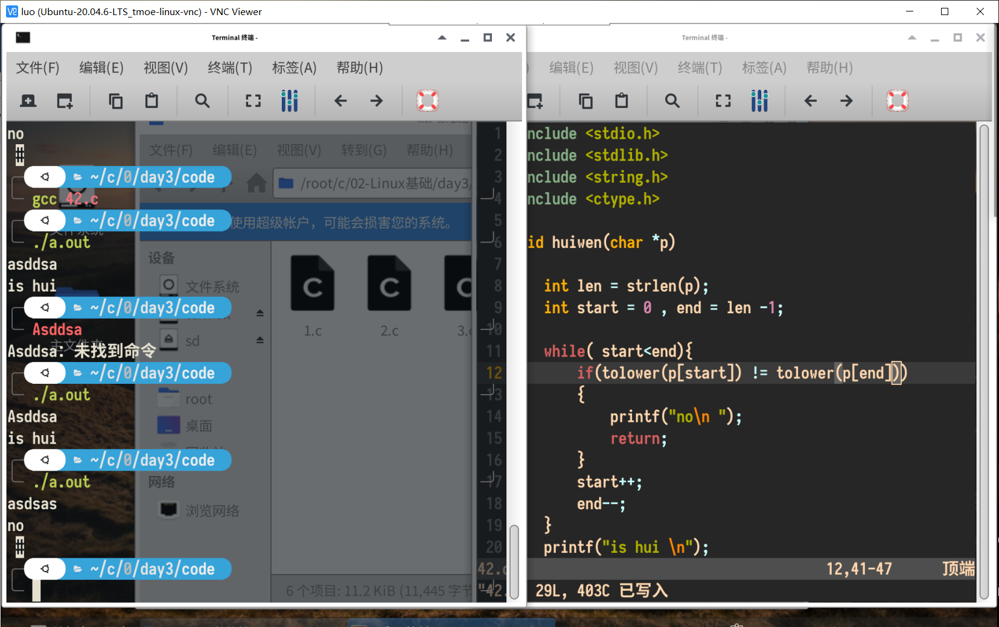 luo (Ubuntu-20.04.6-LTS_tmoe-linux-vnc) - VNC Viewer
Terminal 终端 -
文件(F) 编辑(E) 视图(V) 终端(T) 标签(A) 帮助(H)
no
~/c/0/day3/code
gcc 42.c
~/c/0/day3/code
./a.out
asddsa
is hui
~/c/0/day3/code
Asddsa
Asddsa: 未找到命令
~/c/0/day3/code
./a.out
Asddsa
is hui
~/c/0/day3/code
./a.out
asdsas
no
~/c/0/day3/code
文件(F) 编辑(E) 视图(V) 转到(G) 帮助(H)
/root/c/02-Linux基础/day3/
使用超级帐户，可能会损害您的系统。
设备
文件系统
sd
root
桌面
网络
浏览网络
1.c 2.c 3.c
6 个项目: 11.2 KiB (11,445 字节
Terminal 终端 -
编辑(E) 视图(V) 终端(T) 标签(A) 帮助(H)
1 nclude <stdio.h>
2 nclude <stdlib.h>
3 nclude <string.h>
4 nclude <ctype.h>
5
6 id huiwen(char *p)
7
8 int len = strlen(p);
9 int start = 0 , end = len -1;
10
11 while( start<end){
12 if(tolower(p[start]) != tolower(p[end]))
13 {
14 printf("no\n ");
15 return;
16 }
17 start++;
18 end--;
19 }
20 printf("is hui \n");
42.c 12,41-47 顶端
"42. 29L, 403C 已写入